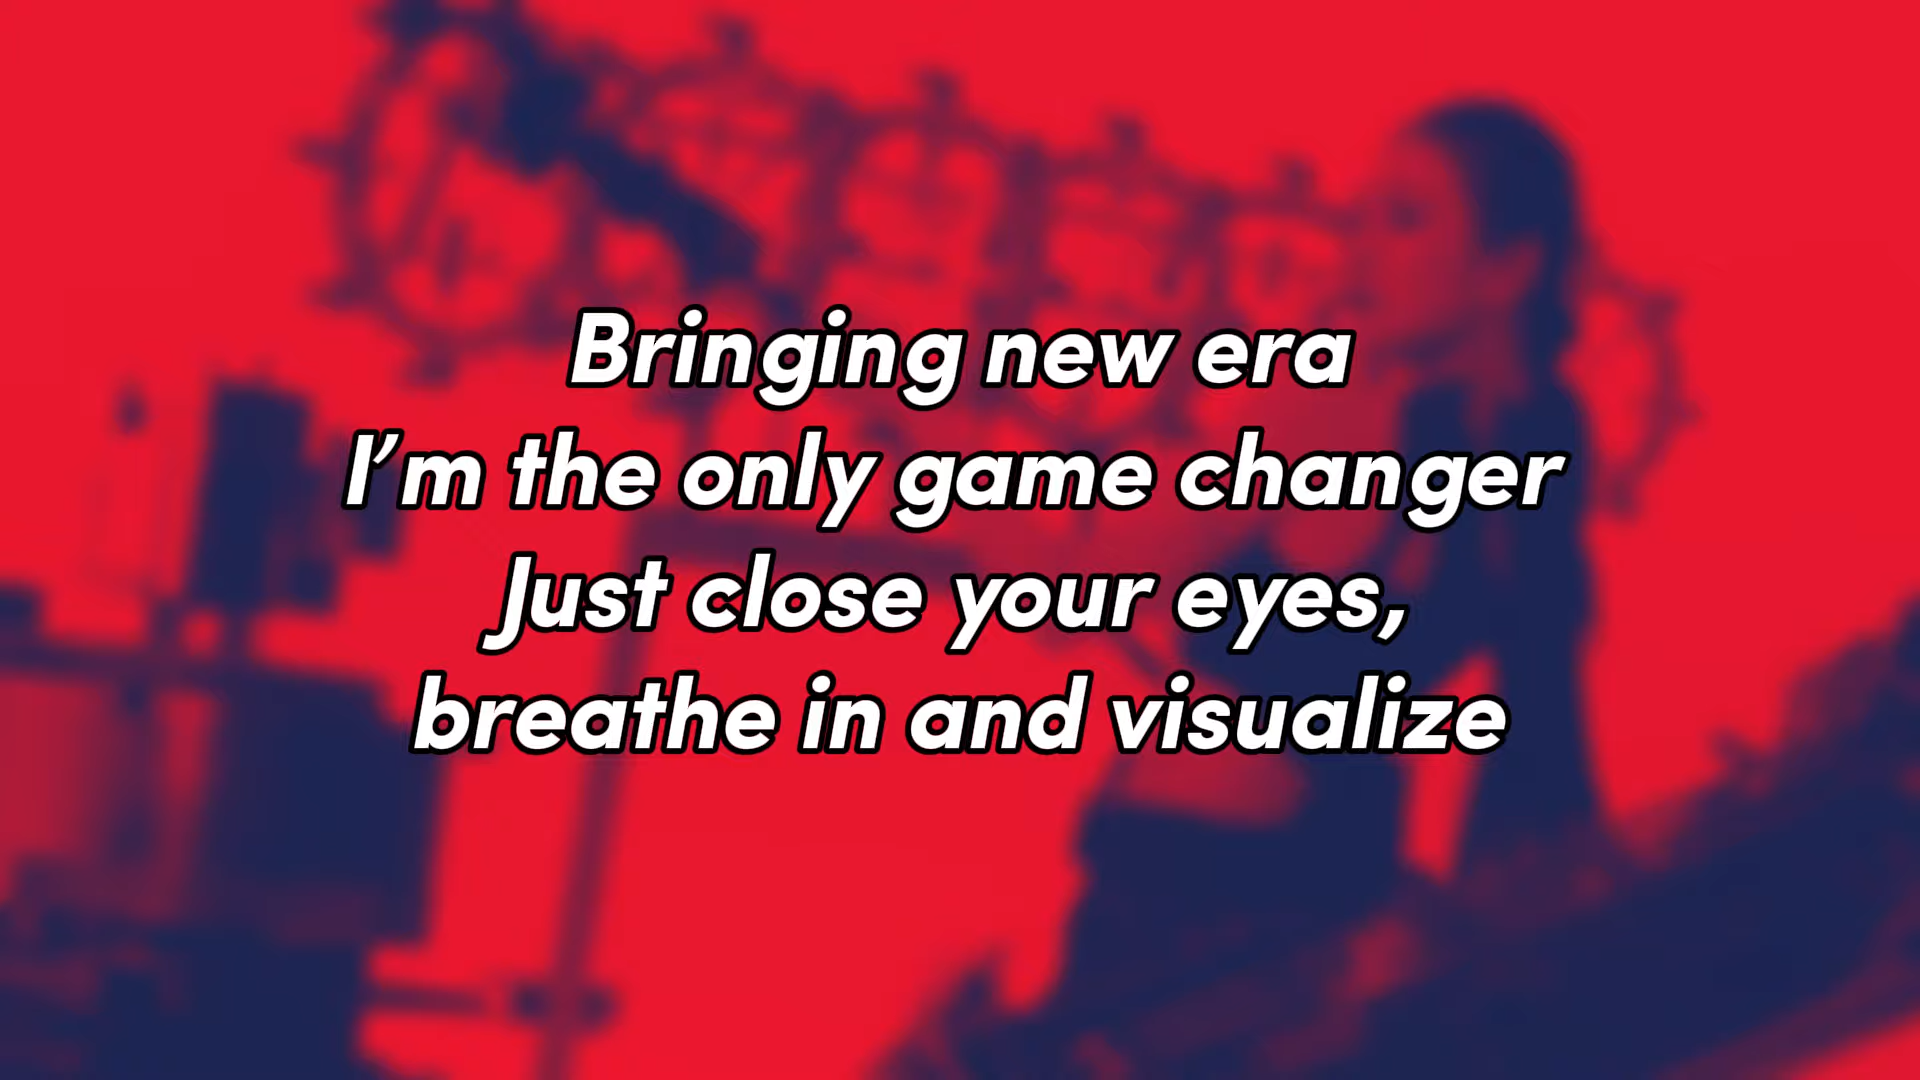 Bringing new era
I’m the only game changer
Just close your eyes,
breathe in and visualize